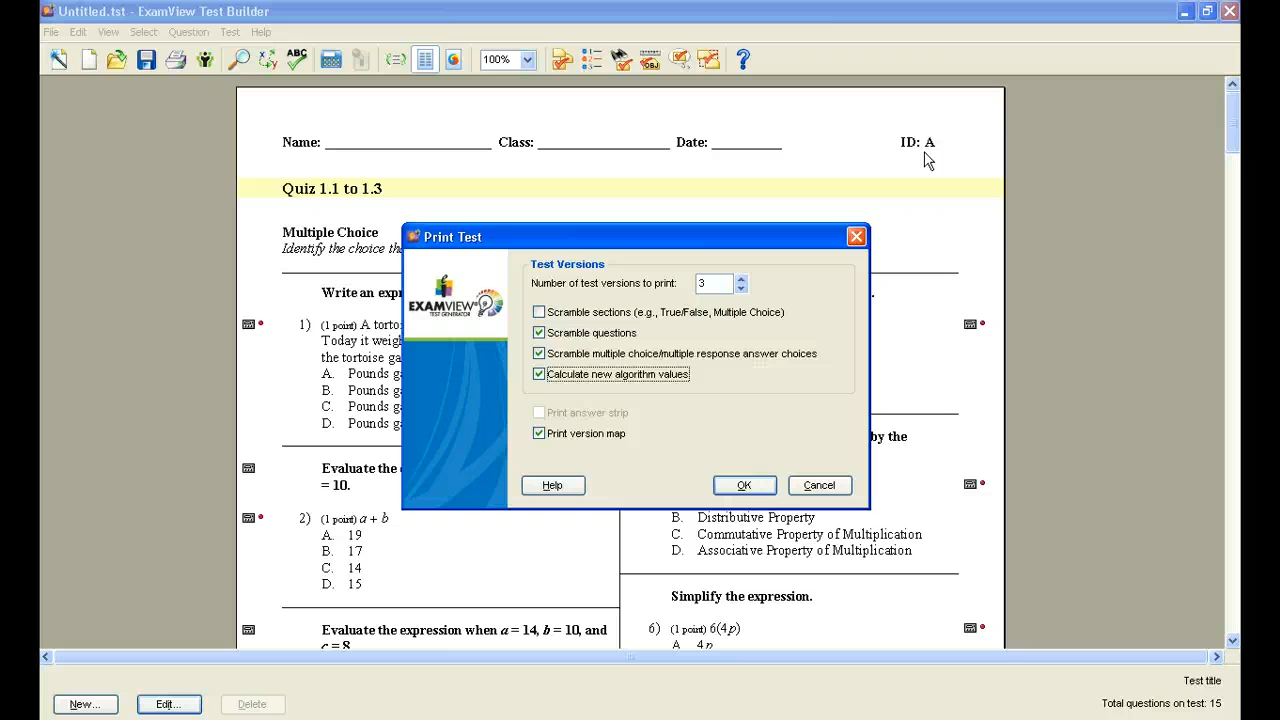 Untitled.tst - ExamView Test Builder
File Edit View Select Question Test Help
ABC 100% OBJ ?
Name: Class: Date: ID: A
Quiz 1.1 to 1.3
Multiple Choice
Identify the choice
Write an
1) (1 point) A
Today it
the tortoise
A. Pounds
B. Pounds
C. Pounds
D. Pounds
Evaluate the
= 10.
2) (1 point) a + b
A. 19
B. 17
C. 14
D. 15
Evaluate the expression when a = 14, b = 10, and
c = 8
by the
B. Distributive Property
C. Commutative Property of Multiplication
D. Associative Property of Multiplication
Simplify the expression.
6) (1 point) 6(4p)
A 4p
Print Test
EXAMVIEW
TEST GENERATOR
Test Versions
Number of test versions to print: 3
Scramble sections (e.g., True/False, Multiple Choice)
Scramble questions
Scramble multiple choice/multiple response answer choices
Calculate new algorithm values
Print answer strip
Print version map
Help OK Cancel
Test title
New... Edit... Delete Total questions on test: 15